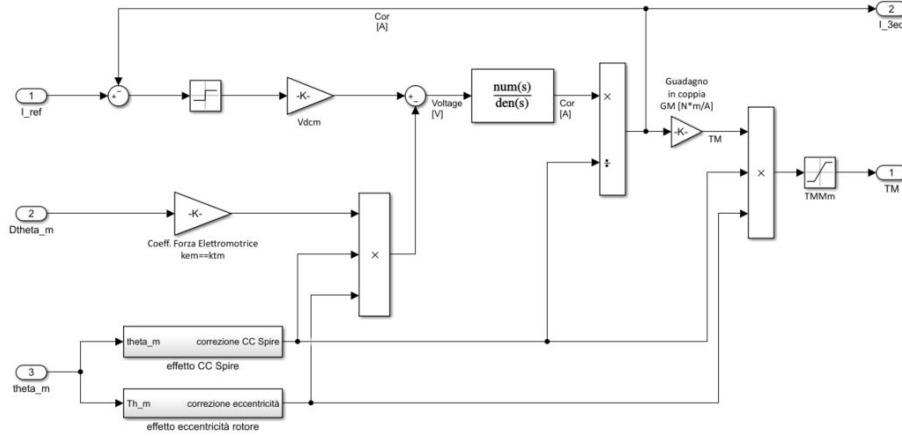 Cor
[A]
2
I_3eq
1
I_ref
+
−
-K-
Vdcm
+
−
Voltage
[V]
num(s)
den(s)
Cor
[A]
×
÷
Guadagno
in coppia
GM [N*m/A]
-K-
TM
×
TMMm
1
TM
2
Dtheta_m
-K-
Coeff. Forza Elettromotrice
kem==ktm
×
theta_m
correzione CC Spire
effetto CC Spire
3
theta_m
Th_m
correzione eccentricità
effetto eccentricità rotore